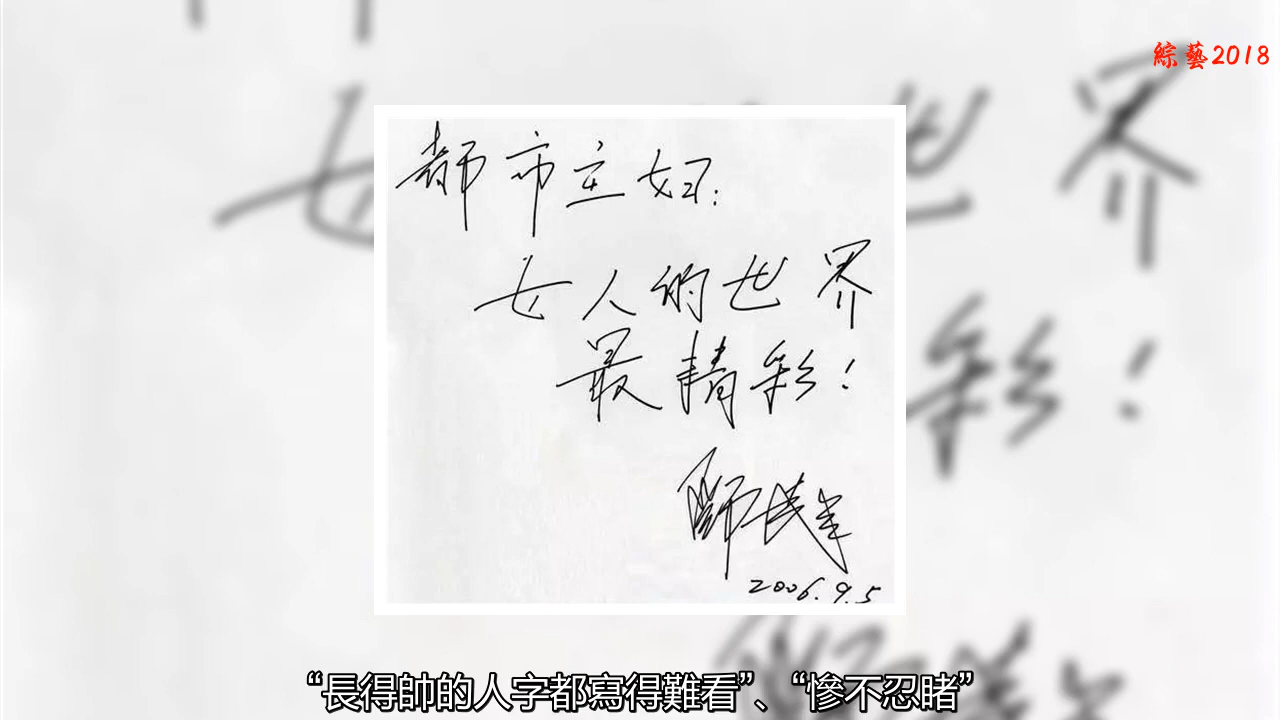 綜藝2018
都市主妇:
女人的世界
最精彩!
2006.9.5
“長得帥的人字都寫得難看”、“慘不忍睹”